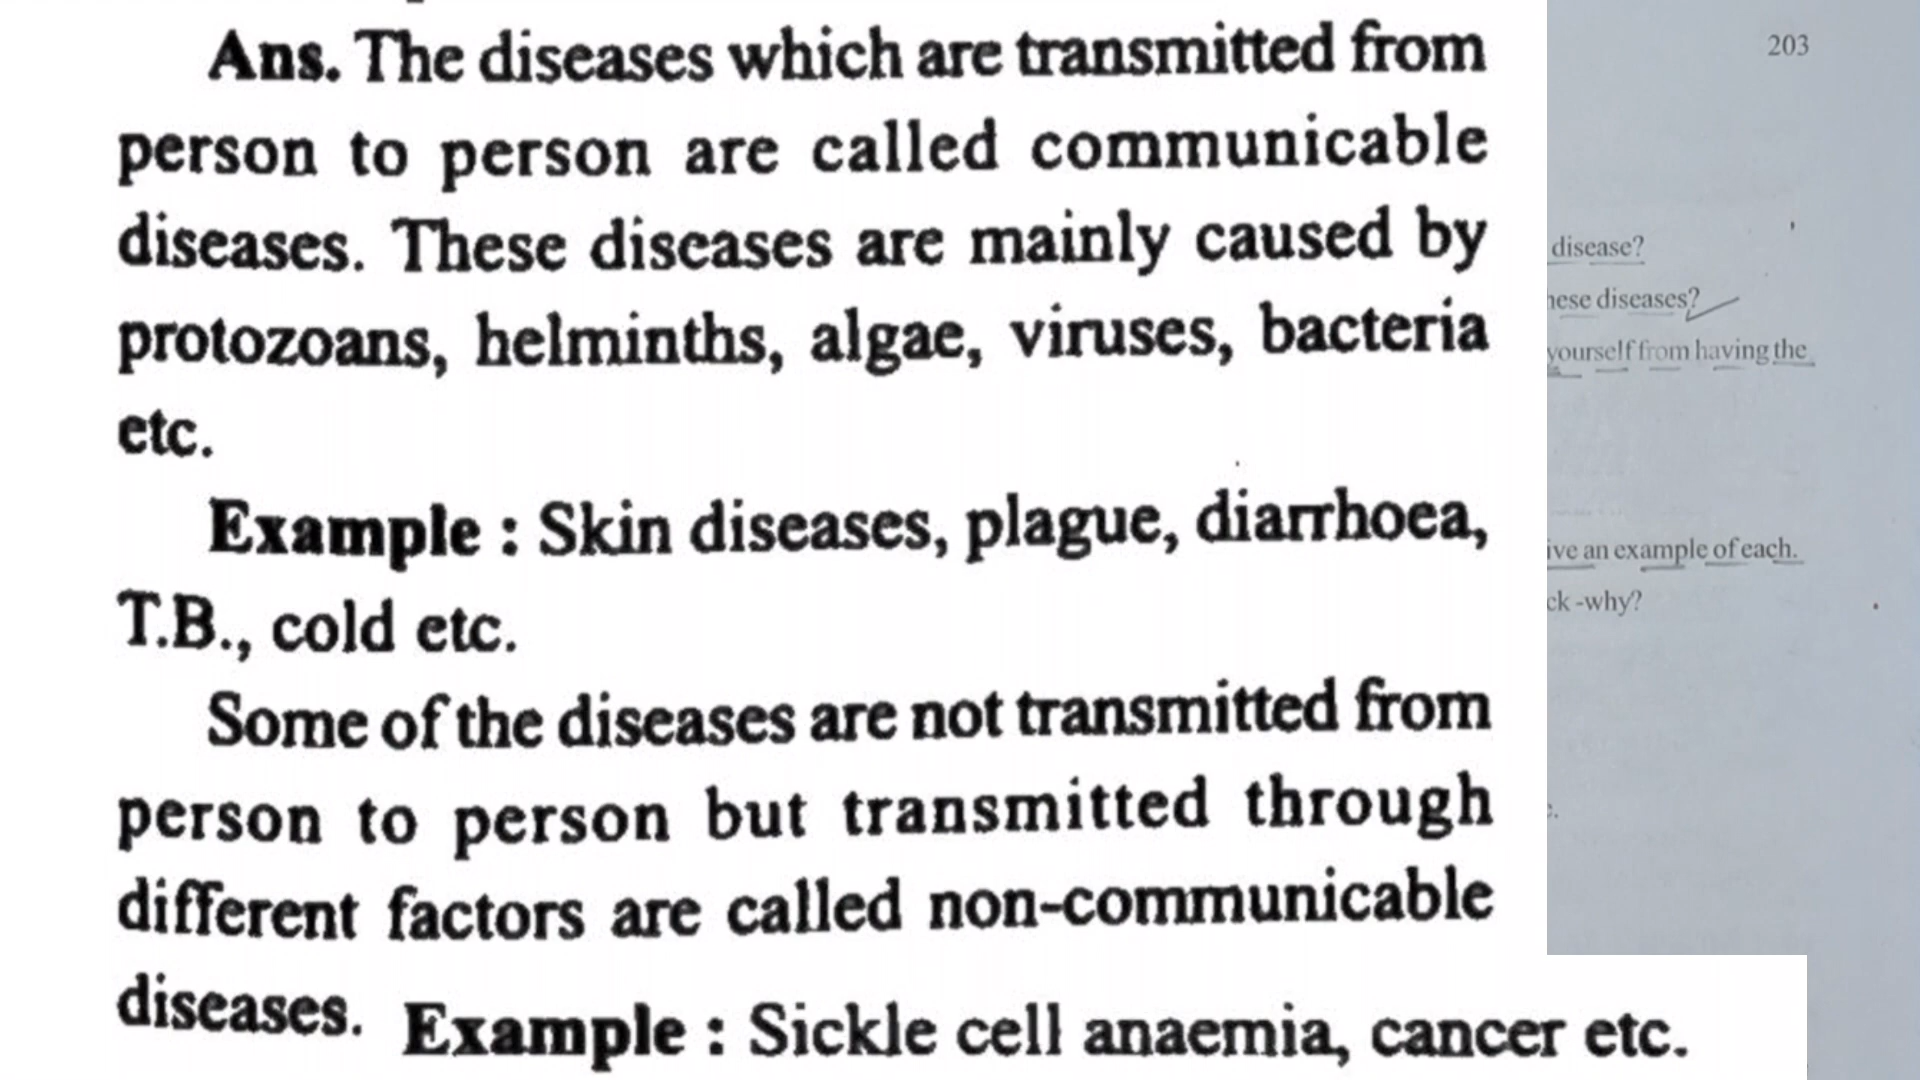 Ans. The diseases which are transmitted from
person to person are called communicable
diseases. These diseases are mainly caused by
protozoans, helminths, algae, viruses, bacteria
etc.
Example : Skin diseases, plague, diarrhoea,
T.B., cold etc.
Some of the diseases are not transmitted from
person to person but transmitted through
different factors are called non-communicable
diseases. Example : Sickle cell anaemia, cancer etc.
203
disease?
diseases?
yourself from having the
an example of each.
-why?